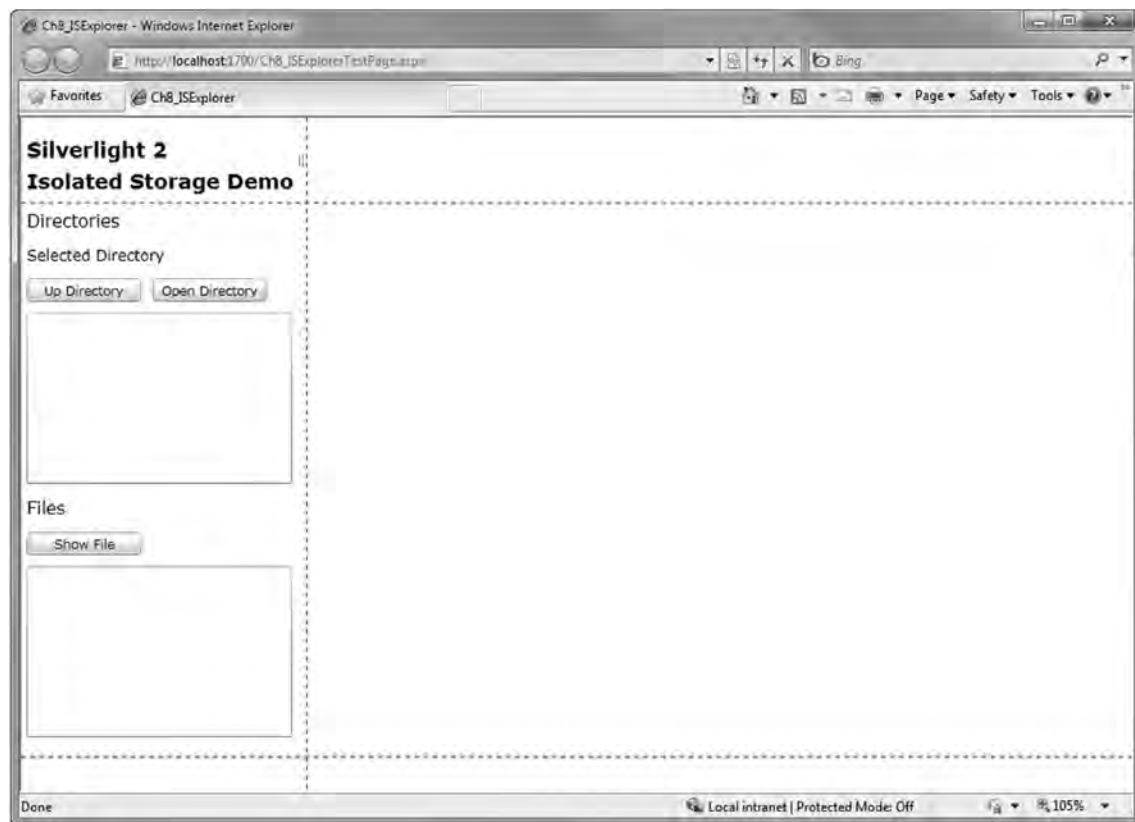 Ch8_ISExplorer - Windows Internet Explorer
http://localhost:1700/Ch8_ISExplorerTestPage.aspx
Bing
Favorites
Ch8_ISExplorer
Page
Safety
Tools
Silverlight 2
Isolated Storage Demo
Directories
Selected Directory
Up Directory
Open Directory
Files
Show File
Done
Local intranet | Protected Mode: Off
105%